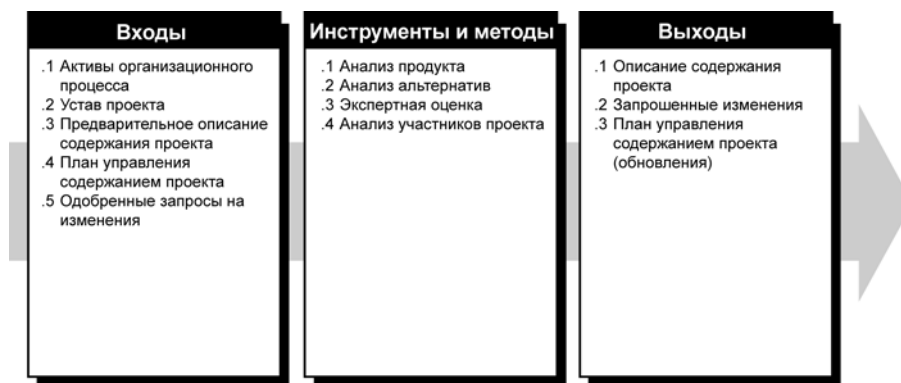 Входы
.1 Активы организационного
процесса
.2 Устав проекта
.3 Предварительное описание
содержания проекта
.4 План управления
содержанием проекта
.5 Одобренные запросы на
изменения
Инструменты и методы
.1 Анализ продукта
.2 Анализ альтернатив
.3 Экспертная оценка
.4 Анализ участников проекта
Выходы
.1 Описание содержания
проекта
.2 Запрошенные изменения
.3 План управления
содержанием проекта
(обновления)